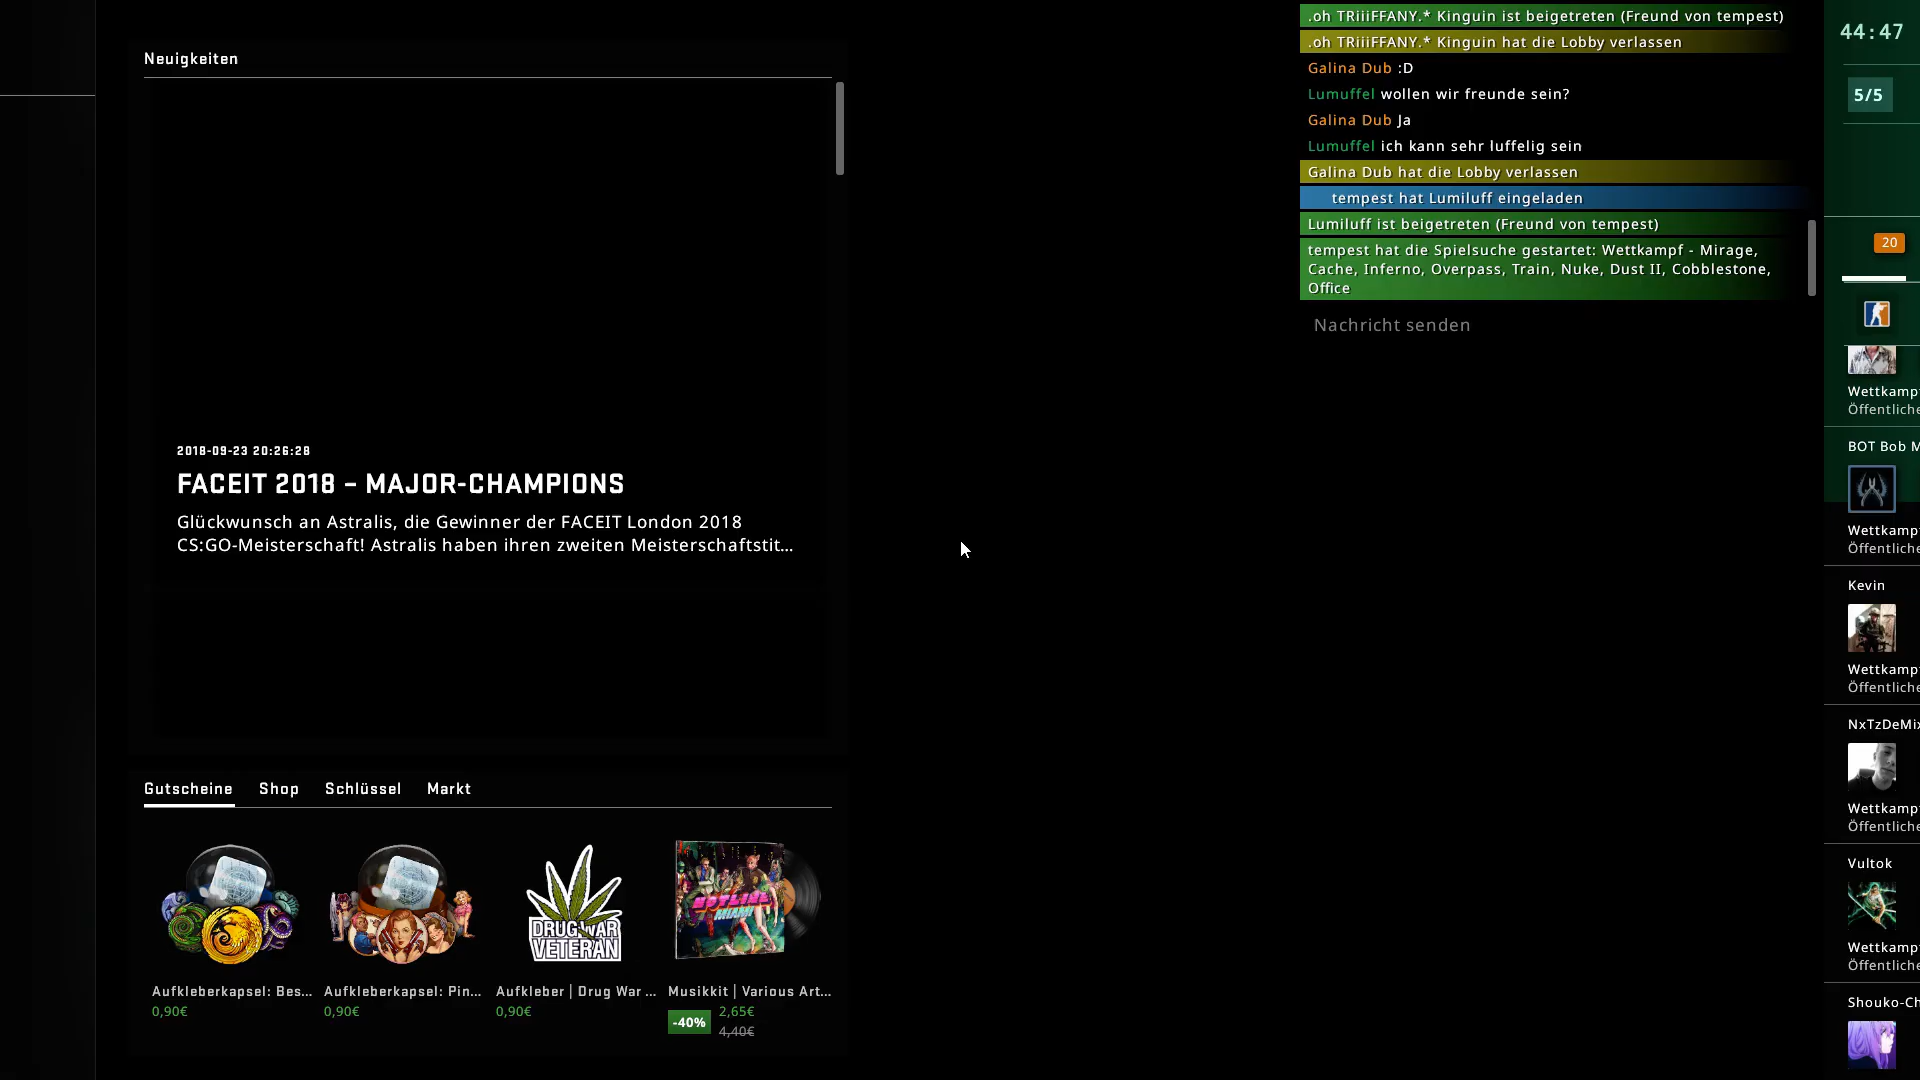 Neuigkeiten
2018-09-23 20:26:28
FACEIT 2018 – MAJOR-CHAMPIONS
Glückwunsch an Astralis, die Gewinner der FACEIT London 2018
CS:GO-Meisterschaft! Astralis haben ihren zweiten Meisterschaftstit...
Gutscheine Shop Schlüssel Markt
DRUG WAR
VETERAN
HOTLINE
MIAMI
Aufkleberkapsel: Bes...
0,90€
Aufkleberkapsel: Pin...
0,90€
Aufkleber | Drug War ...
0,90€
Musikkit | Various Art...
-40%
2,65€
4,40€
.oh TRiiiFFANY.* Kinguin ist beigetreten (Freund von tempest)
.oh TRiiiFFANY.* Kinguin hat die Lobby verlassen
Galina Dub :D
Lumuffel wollen wir freunde sein?
Galina Dub Ja
Lumuffel ich kann sehr luffelig sein
Galina Dub hat die Lobby verlassen
tempest hat Lumiluff eingeladen
Lumiluff ist beigetreten (Freund von tempest)
tempest hat die Spielsuche gestartet: Wettkampf - Mirage,
Cache, Inferno, Overpass, Train, Nuke, Dust II, Cobblestone,
Office
Nachricht senden
44:47
5/5
20
Wettkampf
Öffentliche
BOT Bob M
Wettkampf
Öffentliche
Kevin
Wettkampf
Öffentliche
NxTzDeMix
Wettkampf
Öffentliche
Vultok
Wettkampf
Öffentliche
Shouko-Ch